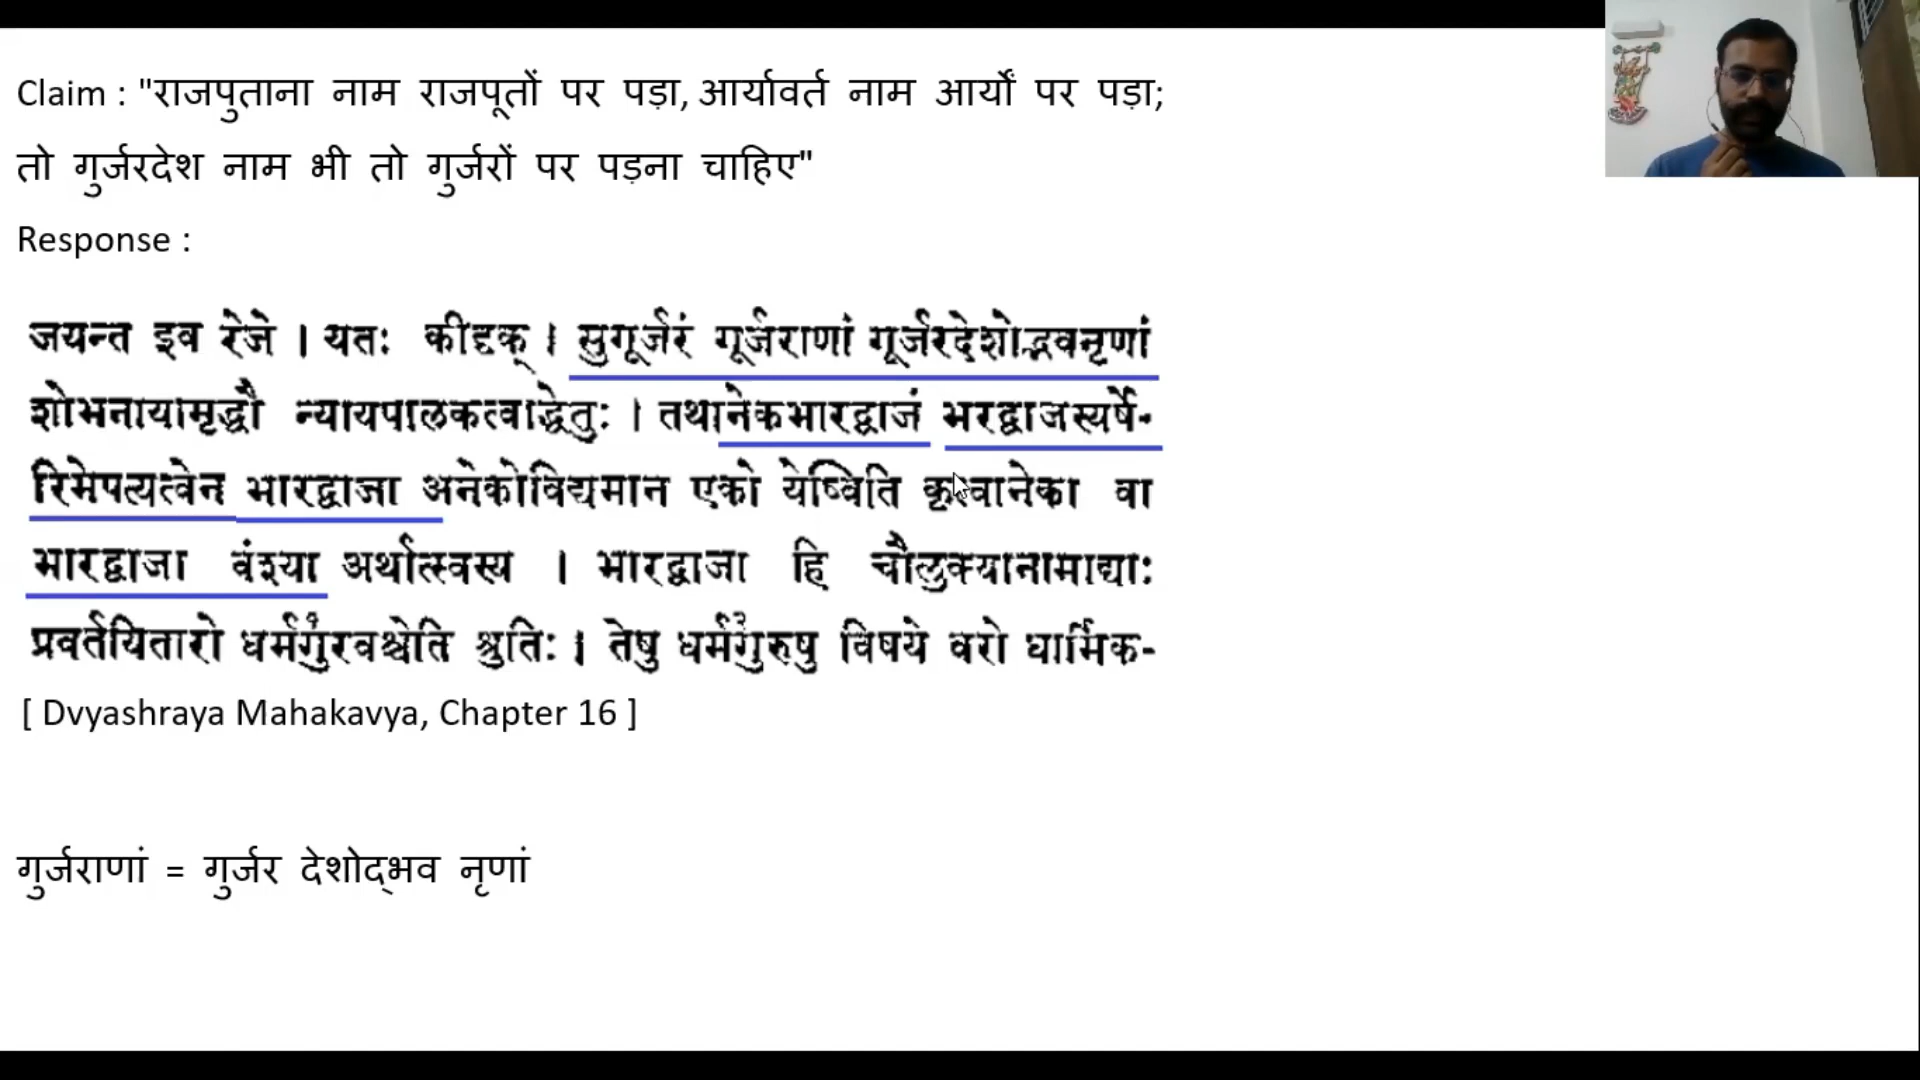 Claim : "राजपुताना नाम राजपूतों पर पड़ा, आर्यावर्त नाम आर्यों पर पड़ा;
तो गुर्जरदेश नाम भी तो गुर्जरों पर पड़ना चाहिए"
Response :
जयन्त इव रेजे । यतः कीदृक् । सुगूर्जरं गूर्जराणां गूर्जरदेशोद्भवनृणां
शोभनायामृद्धौ न्यायपालकत्वाद्धेतुः । तथानेकभारद्वाजं भरद्वाजस्यर्षे-
रिमेपत्यत्वेन भारद्वाजा अनेकोविद्यमान एको येष्विति कृत्वानेका वा
भारद्वाजा वंश्या अर्थात्स्वस्य । भारद्वाजा हि चौलुक्यानामाद्याः
प्रवर्तयितारो धर्मगुरवश्चेति श्रुतिः । तेषु धर्मगुरुषु विषये वरो धार्मिक-
[ Dvyashraya Mahakavya, Chapter 16 ]
गुर्जराणां = गुर्जर देशोद्भव नृणां